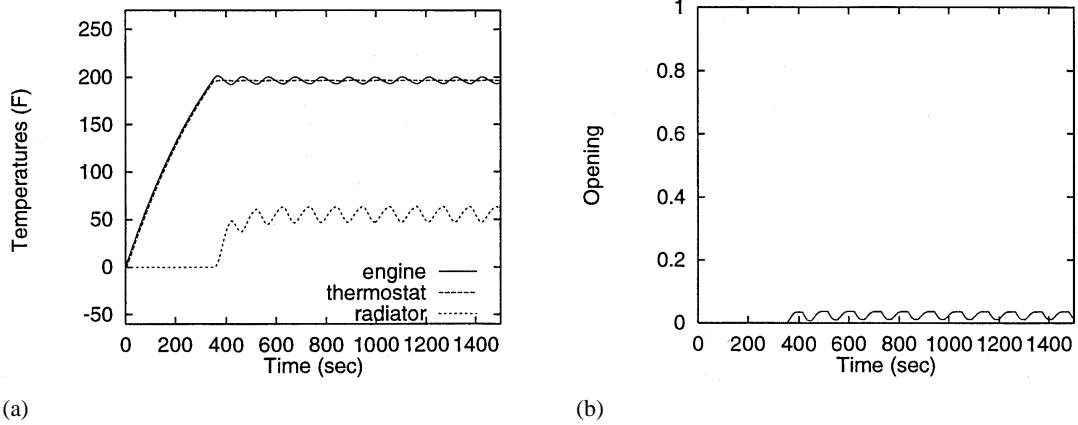 250
200
150
100
50
0
-50
Temperatures (F)
engine
thermostat
radiator
0 200 400 600 800 1000 1200 1400
Time (sec)
(a)
1
0.8
0.6
0.4
0.2
0
Opening
0 200 400 600 800 1000 1200 1400
Time (sec)
(b)